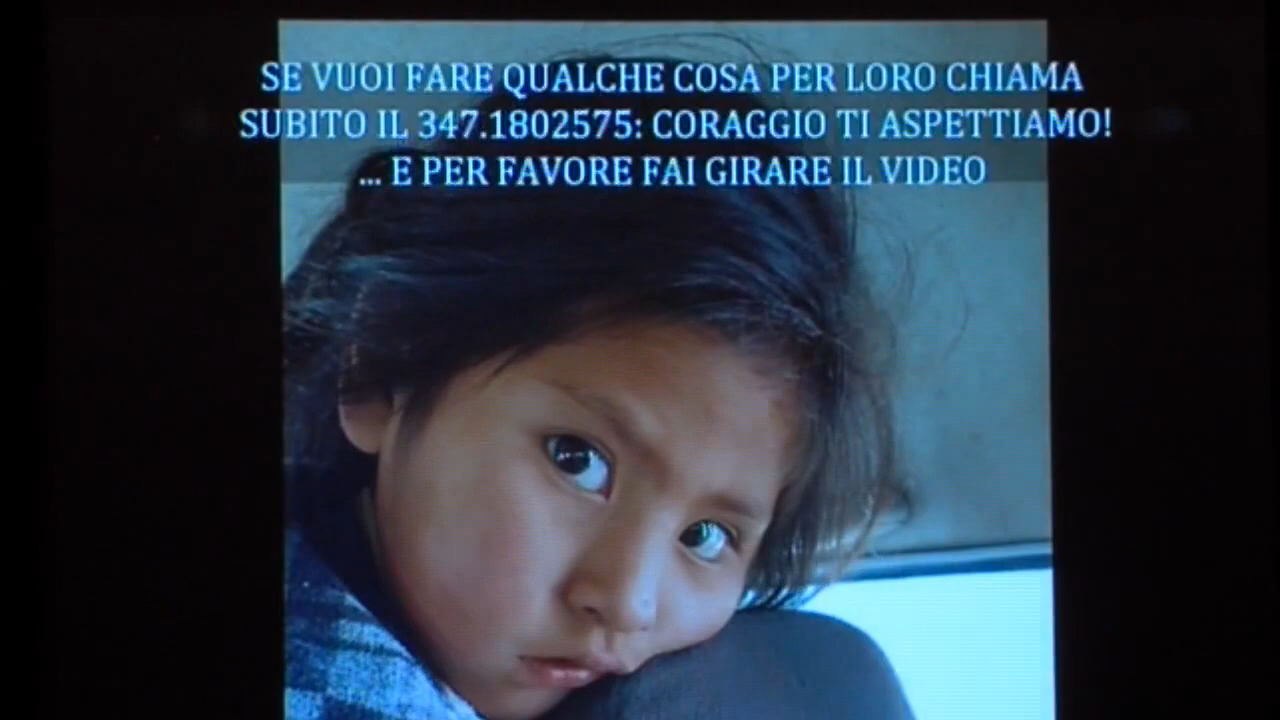 SE VUOI FARE QUALCHE COSA PER LORO CHIAMA
SUBITO IL 347.1802575: CORAGGIO TI ASPETTIAMO!
... E PER FAVORE FAI GIRARE IL VIDEO